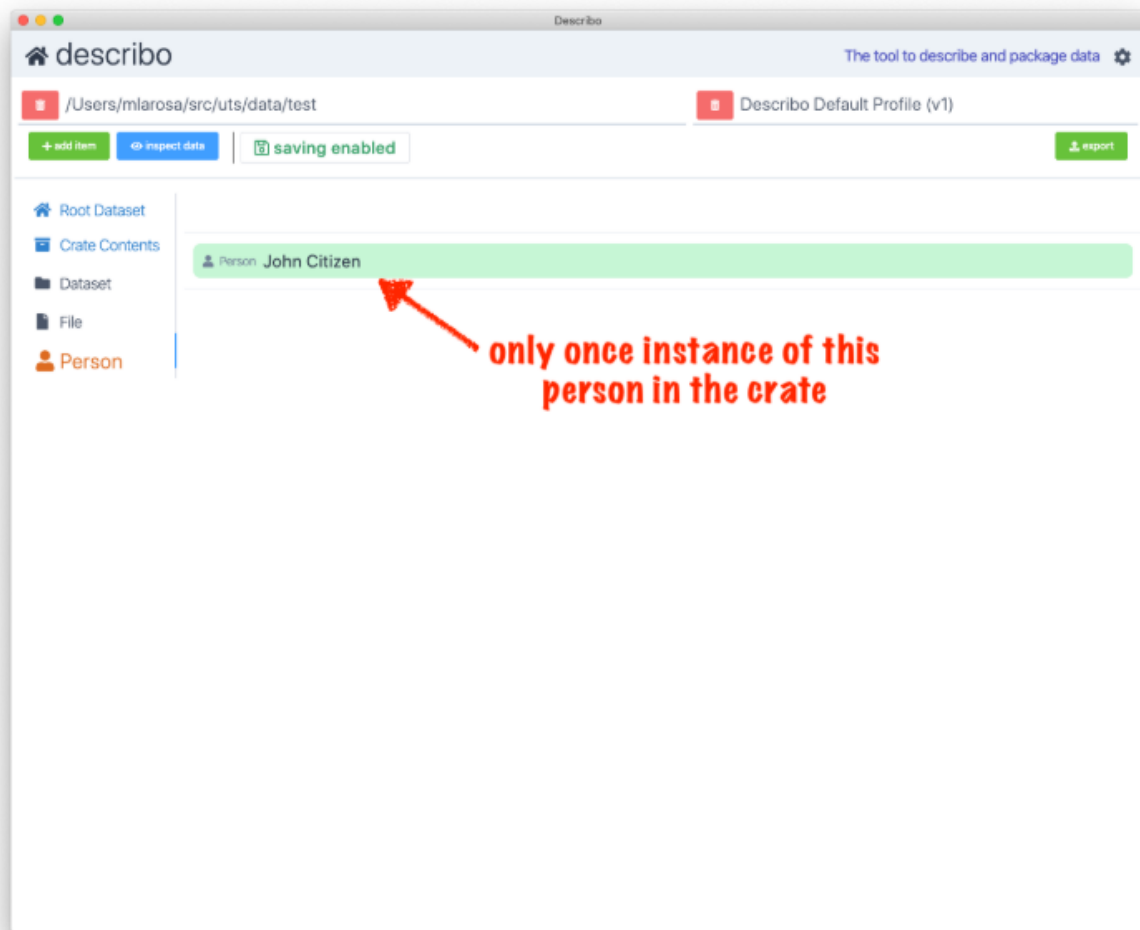 Describo
describo
The tool to describe and package data
/Users/mlarosa/src/uts/data/test
Describo Default Profile (v1)
+ add item
inspect data
saving enabled
export
Root Dataset
Crate Contents
Person John Citizen
Dataset
File
Person
only once instance of this
person in the crate